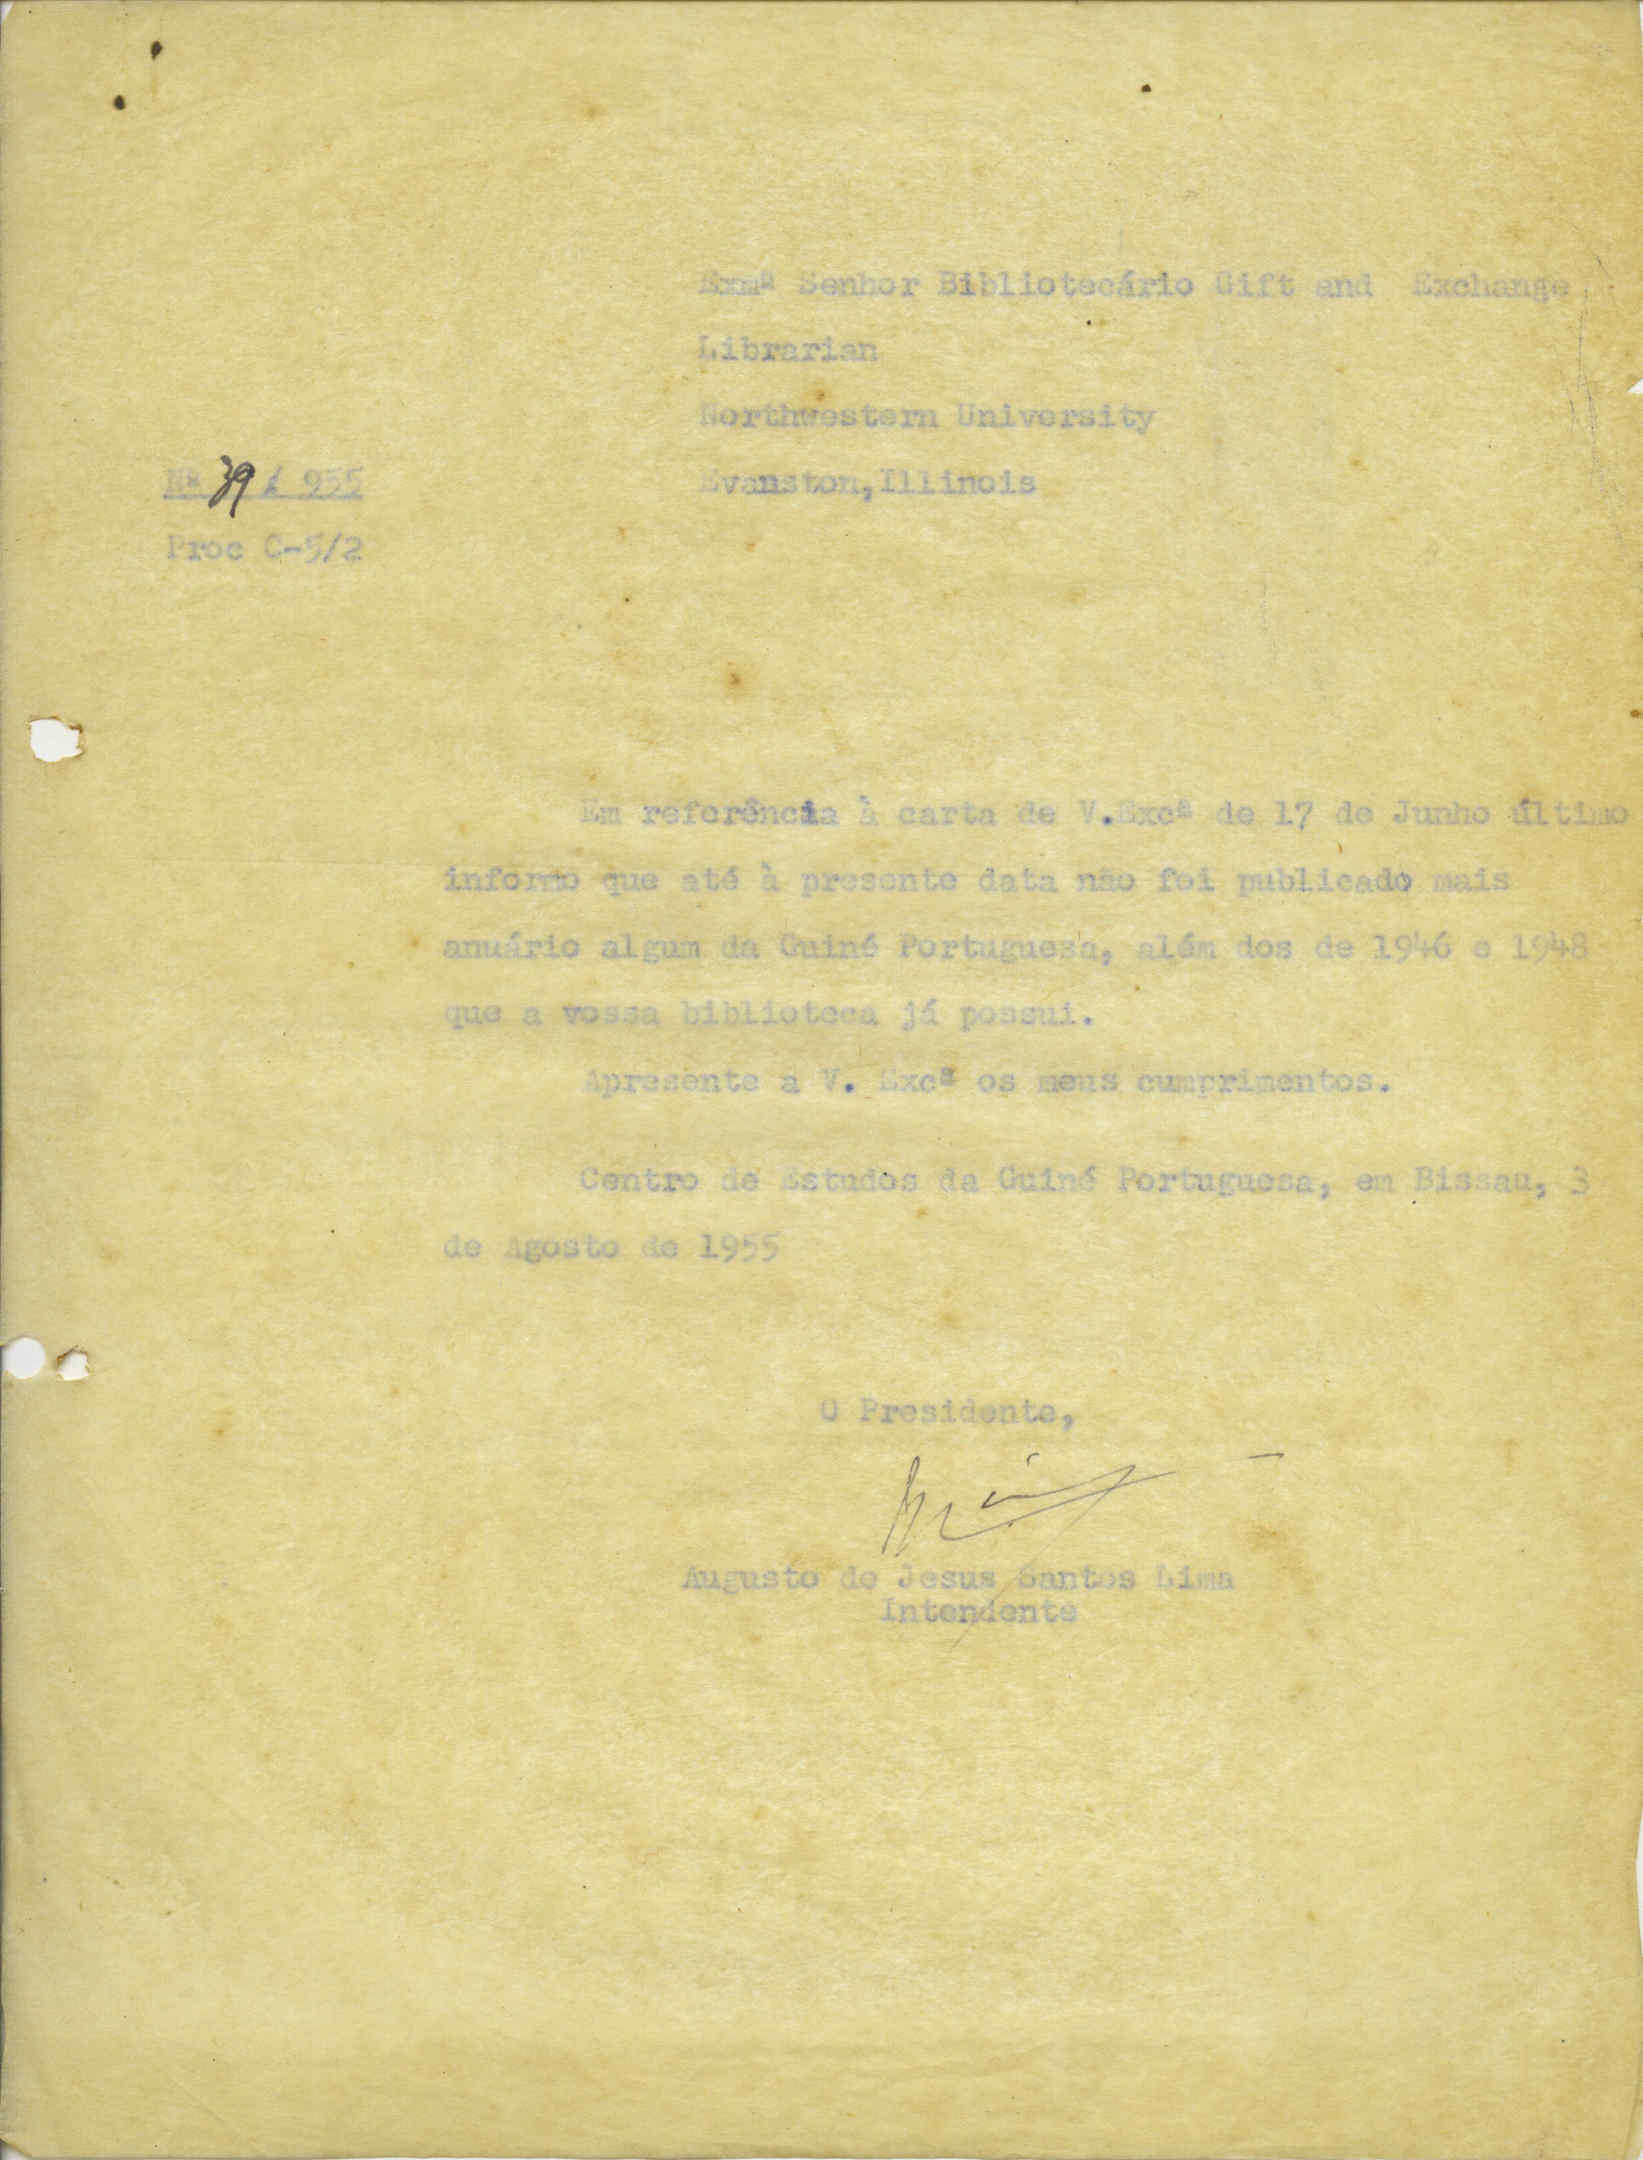 Exmª Senhor Bibliotecário Gift and Exchange
Librarian
Northwestern University
Evanston,Illinois
Nª 39 / 955
Proc C-5/2
Em referência à carta de V.Excª de 17 de Junho último
informo que até à presente data não foi publicado mais
anuário algum da Guiné Portuguesa, além dos de 1946 e 1948
que a vossa biblioteca já possui.
Apresente a V. Excª os meus cumprimentos.
Centro de Estudos da Guiné Portuguesa, em Bissau, 3
de Agosto de 1955
O Presidente,
Augusto de Jesus Santos Lima
Intendente